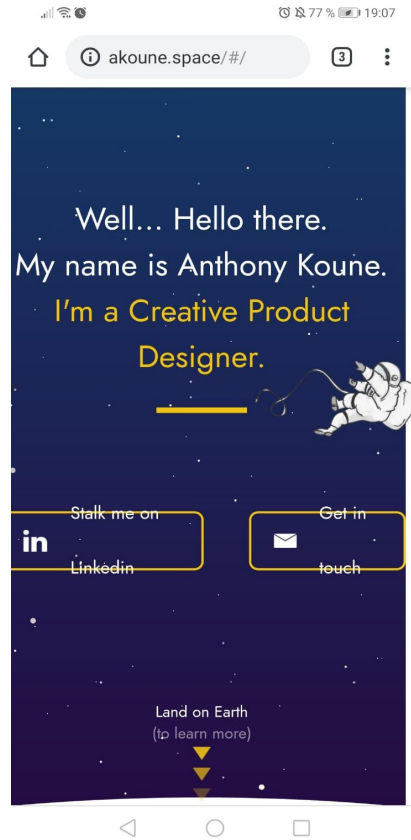 77 % 19:07
akoune.space/#/
3
Well... Hello there.
My name is Anthony Koune.
I'm a Creative Product
Designer.
in
Stalk me on
Linkedin
Get in
touch
Land on Earth
(to learn more)